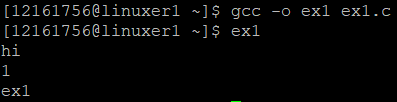 [12161756@linuxer1 ~]$ gcc -o ex1 ex1.c
[12161756@linuxer1 ~]$ ex1
hi
1
ex1